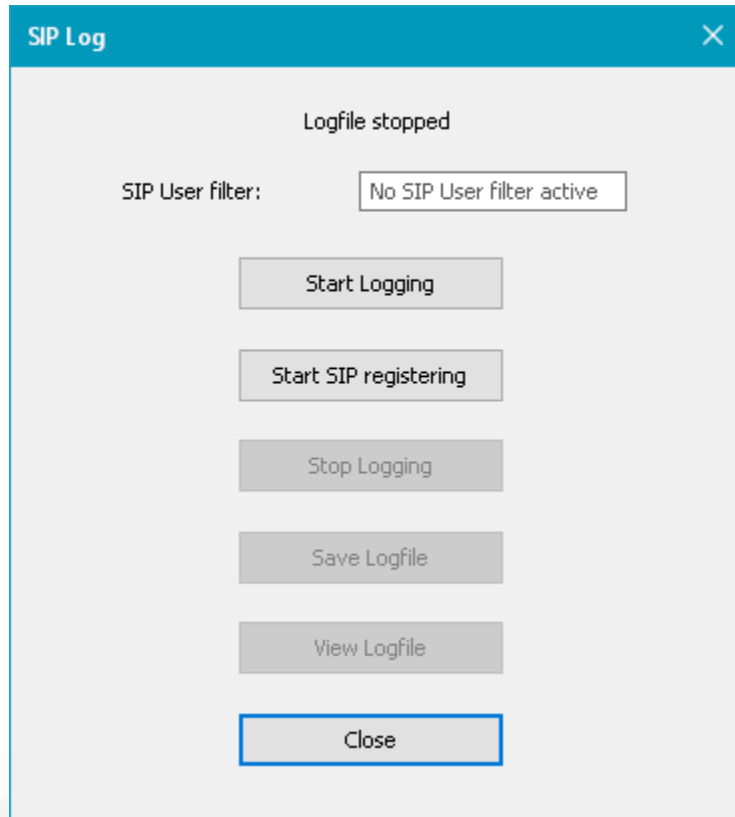 SIP Log
Logfile stopped
SIP User filter: No SIP User filter active
Start Logging
Start SIP registering
Stop Logging
Save Logfile
View Logfile
Close